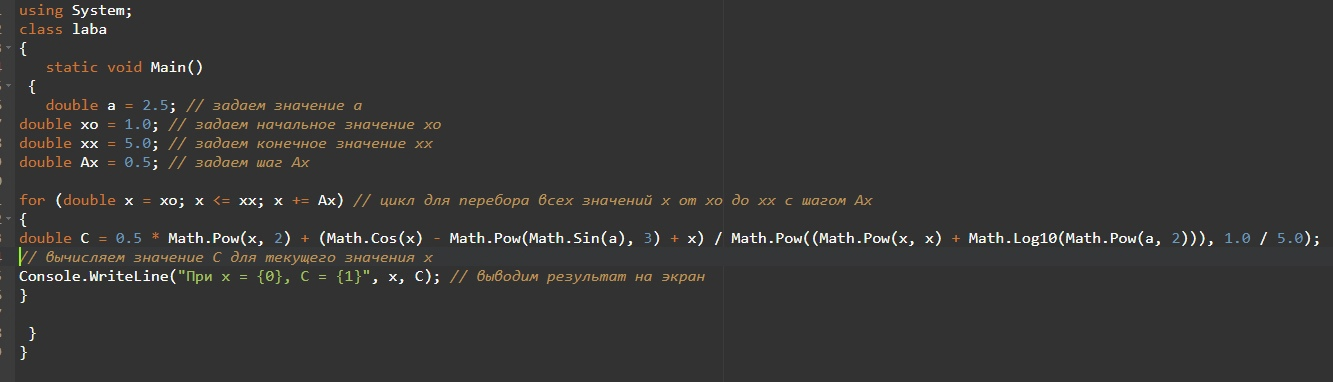 using System;
class laba
{
static void Main()
{
double a = 2.5; // задаем значение a
double xo = 1.0; // задаем начальное значение xo
double xx = 5.0; // задаем конечное значение xx
double Ax = 0.5; // задаем шаг Ax
for (double x = xo; x <= xx; x += Ax) // цикл для перебора всех значений x от xo до xx с шагом Ax
{
double C = 0.5 * Math.Pow(x, 2) + (Math.Cos(x) - Math.Pow(Math.Sin(a), 3) + x) / Math.Pow((Math.Pow(x, x) + Math.Log10(Math.Pow(a, 2))), 1.0 / 5.0);
// вычисляем значение C для текущего значения x
Console.WriteLine("При x = {0}, C = {1}", x, C); // выводим результат на экран
}
}
}